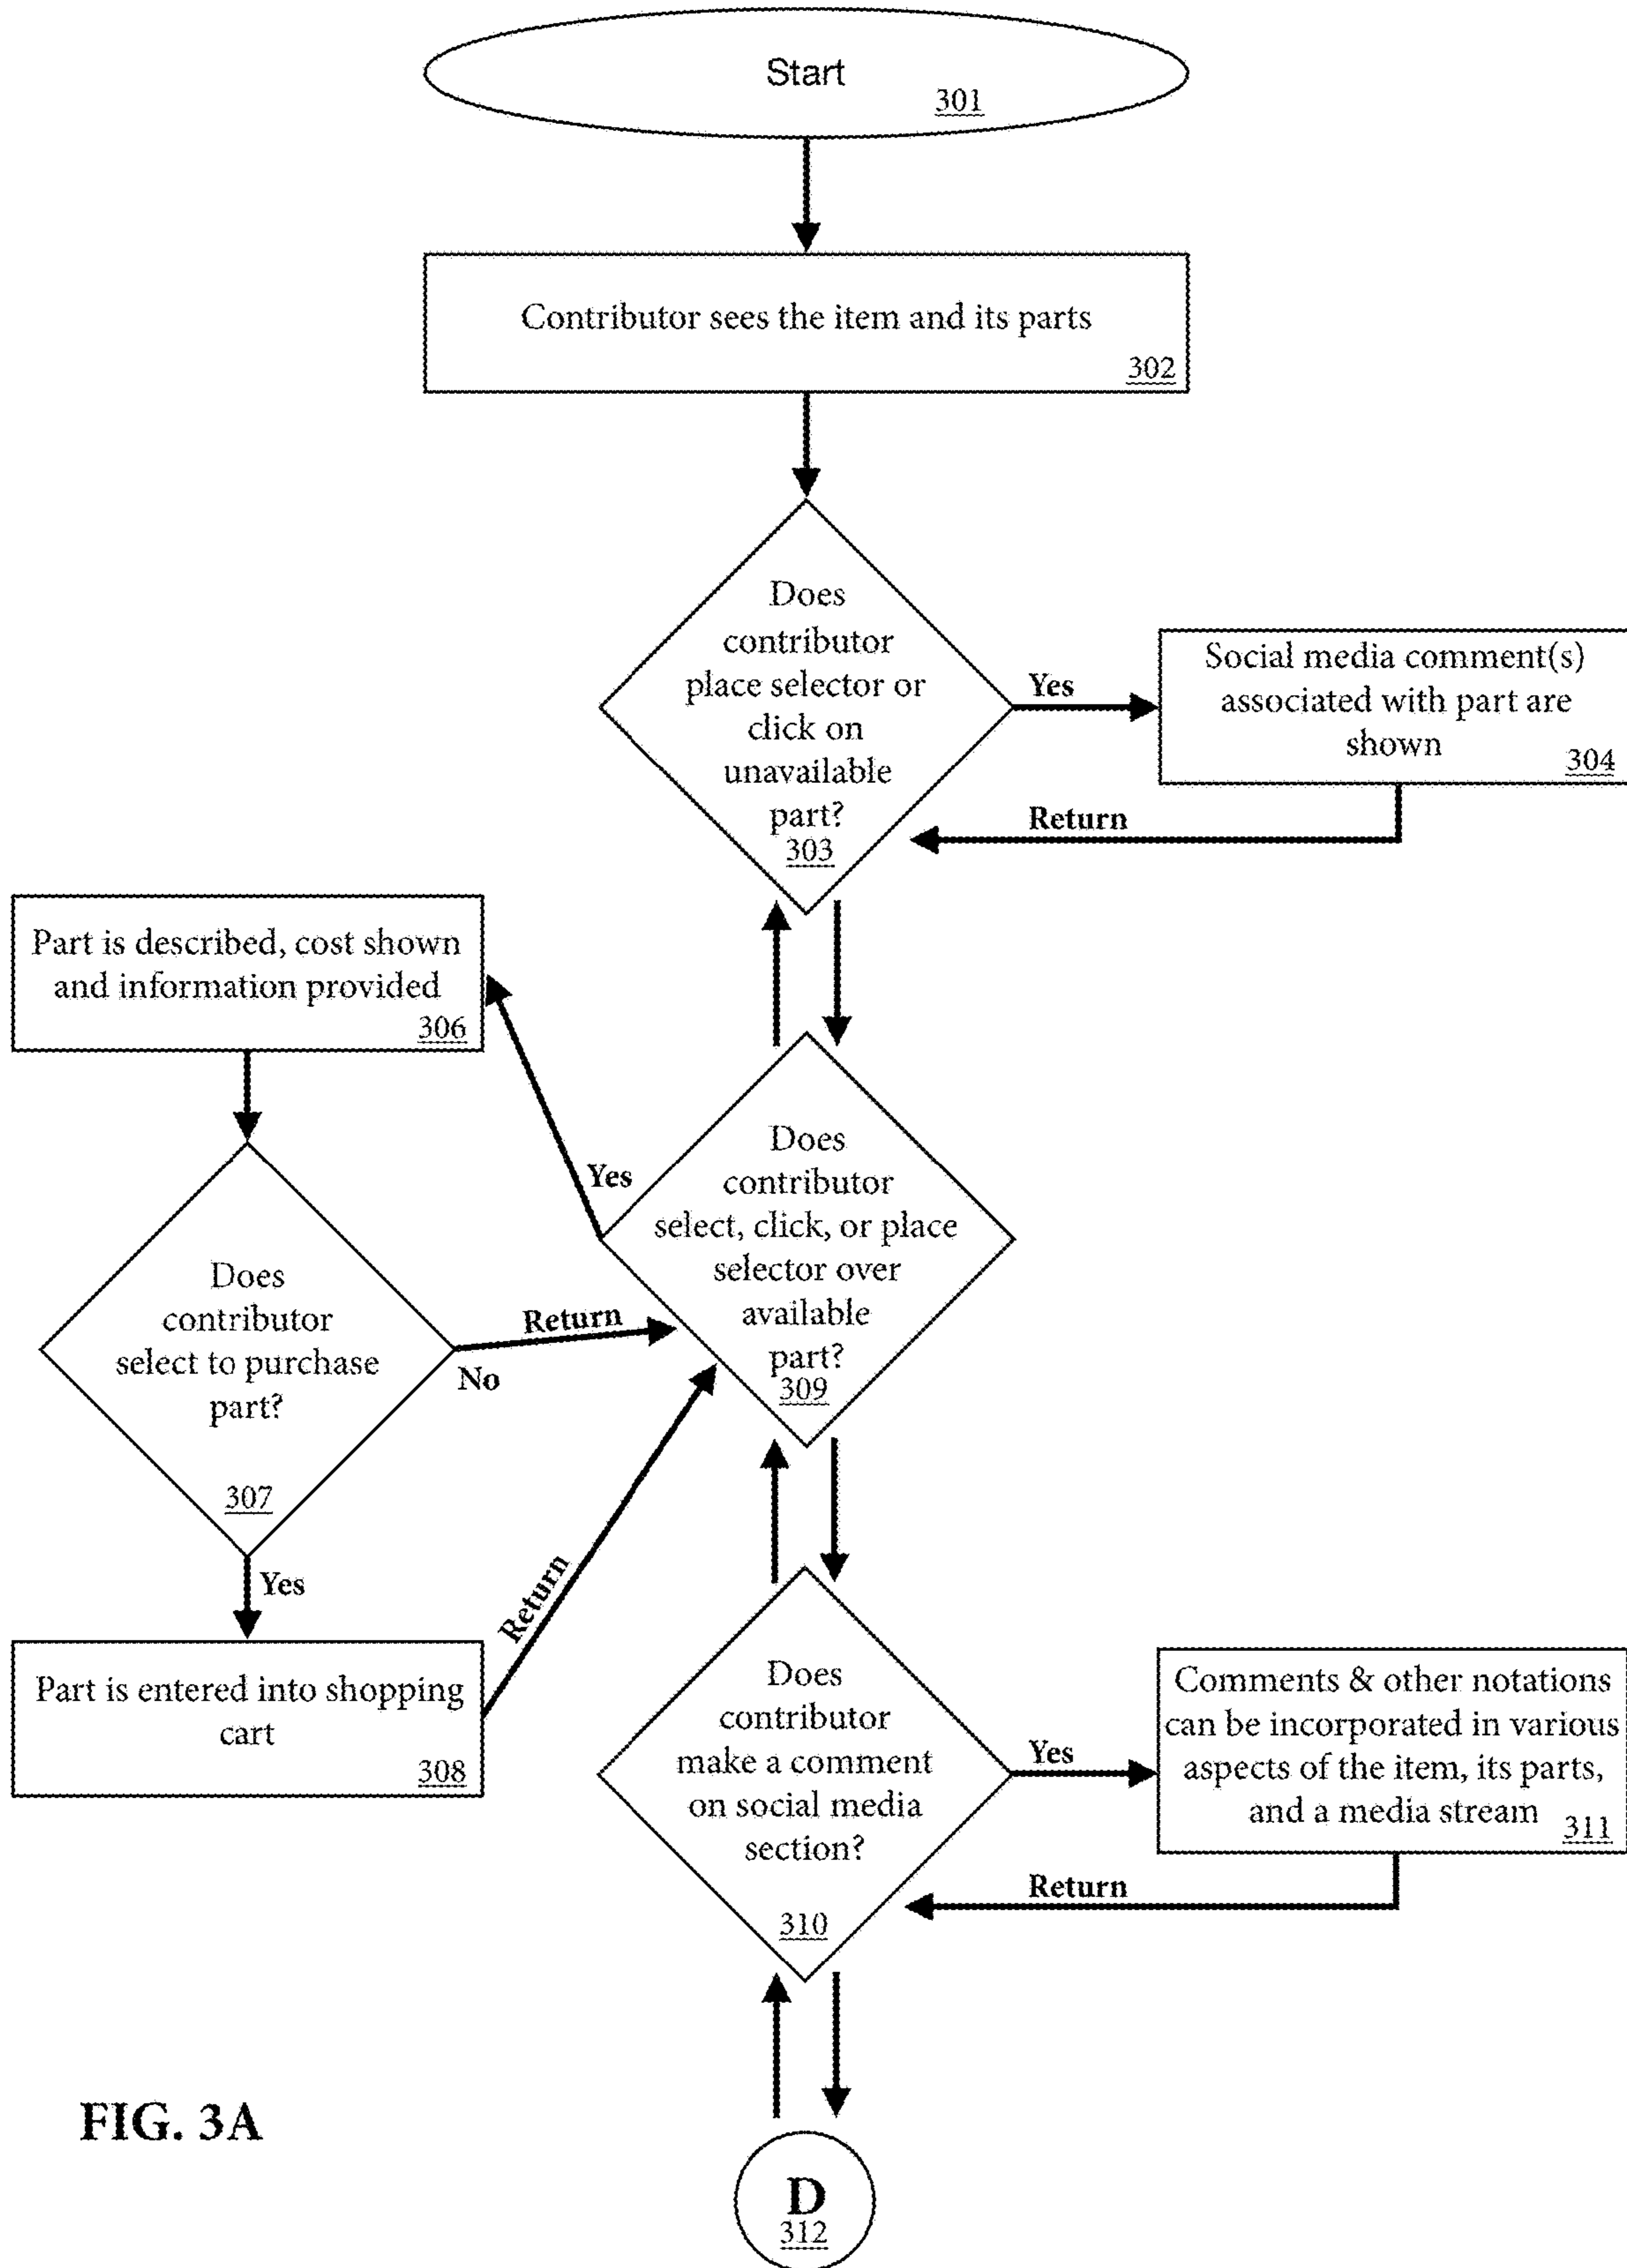 Start
301
Contributor sees the item and its parts
302
Does
contributor
place selector or
click on
unavailable
part?
303
Yes
Social media comment(s)
associated with part are
shown
304
Return
Part is described, cost shown
and information provided
306
Yes
Does
contributor
select, click, or place
selector over
available
part?
309
Does
contributor
select to purchase
part?
307
Return
No
Yes
Part is entered into shopping
cart
308
Return
Does
contributor
make a comment
on social media
section?
310
Yes
Comments & other notations
can be incorporated in various
aspects of the item, its parts,
and a media stream
311
Return
FIG. 3A
D
312